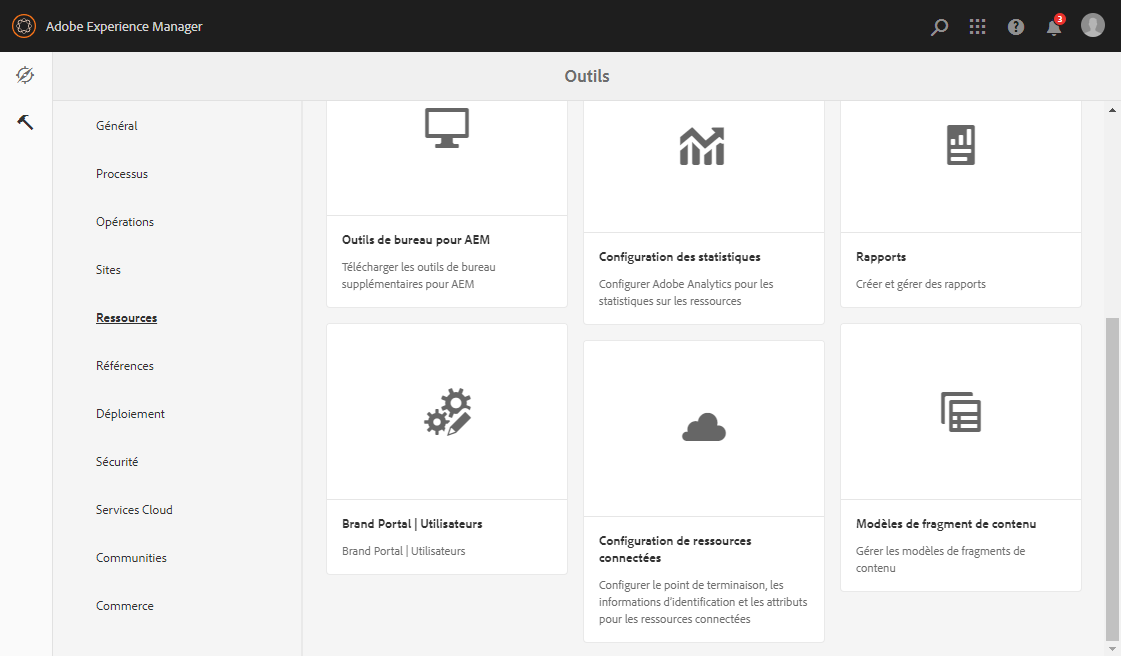 Adobe Experience Manager
3
Outils
Général
Processus
Opérations
Sites
Ressources
Références
Déploiement
Sécurité
Services Cloud
Communities
Commerce
Outils de bureau pour AEM
Télécharger les outils de bureau
supplémentaires pour AEM
Configuration des statistiques
Configurer Adobe Analytics pour les
statistiques sur les ressources
Rapports
Créer et gérer des rapports
Brand Portal | Utilisateurs
Brand Portal | Utilisateurs
Configuration de ressources
connectées
Configurer le point de terminaison, les
informations d'identification et les attributs
pour les ressources connectées
Modèles de fragment de contenu
Gérer les modèles de fragments de
contenu